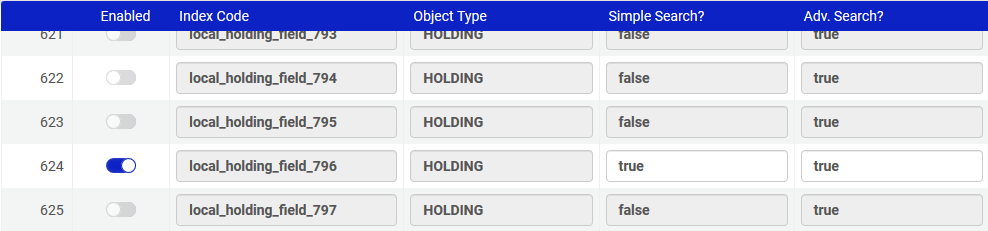 Enabled Index Code Object Type Simple Search? Adv. Search?
621 local_holding_field_793 HOLDING false true
622 local_holding_field_794 HOLDING false true
623 local_holding_field_795 HOLDING false true
624 local_holding_field_796 HOLDING true true
625 local_holding_field_797 HOLDING false true